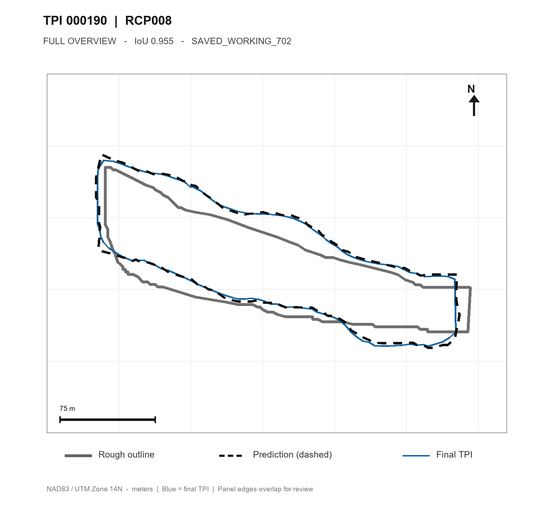 TPI 000190 | RCP008
FULL OVERVIEW - IoU 0.955 - SAVED_WORKING_702
N
75 m
Rough outline
Prediction (dashed)
Final TPI
NAD83 / UTM Zone 14N - meters | Blue = final TPI | Panel edges overlap for review